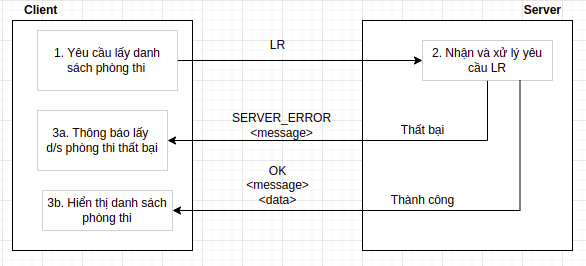 Client
Server
1. Yêu cầu lấy danh
sách phòng thi
LR
2. Nhận và xử lý yêu
cầu LR
3a. Thông báo lấy
d/s phòng thi thất bại
SERVER_ERROR
<message>
Thất bại
3b. Hiển thị danh sách
phòng thi
OK
<message>
<data>
Thành công